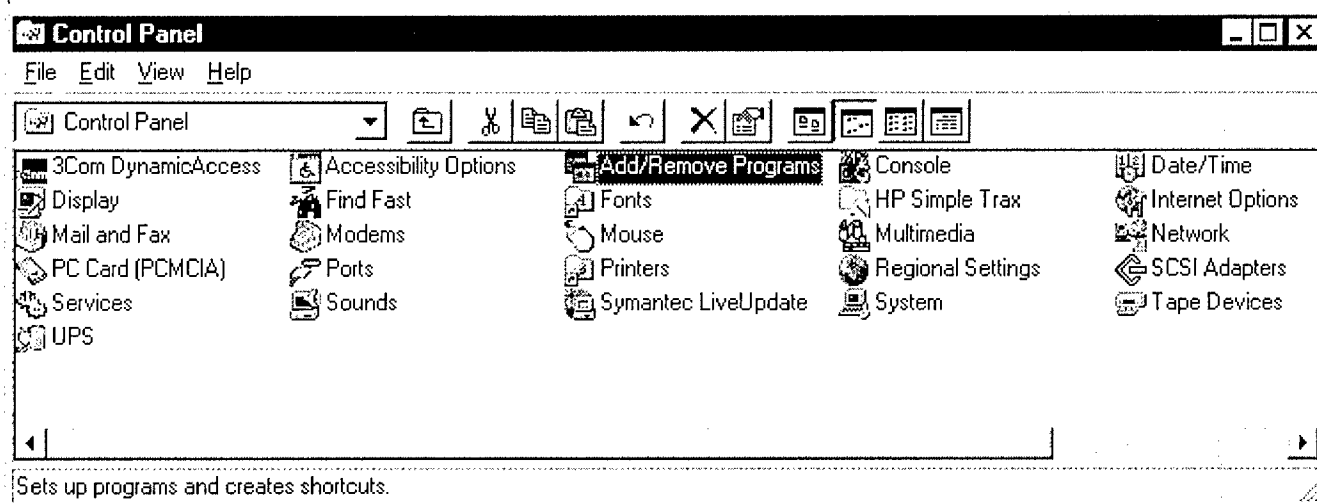 Control Panel
File Edit View Help
Control Panel
3Com DynamicAccess Accessibility Options Add/Remove Programs Console Date/Time
Display Find Fast Fonts HP Simple Trax Internet Options
Mail and Fax Modems Mouse Multimedia Network
PC Card (PCMCIA) Ports Printers Regional Settings SCSI Adapters
Services Sounds Symantec LiveUpdate System Tape Devices
UPS
Sets up programs and creates shortcuts.